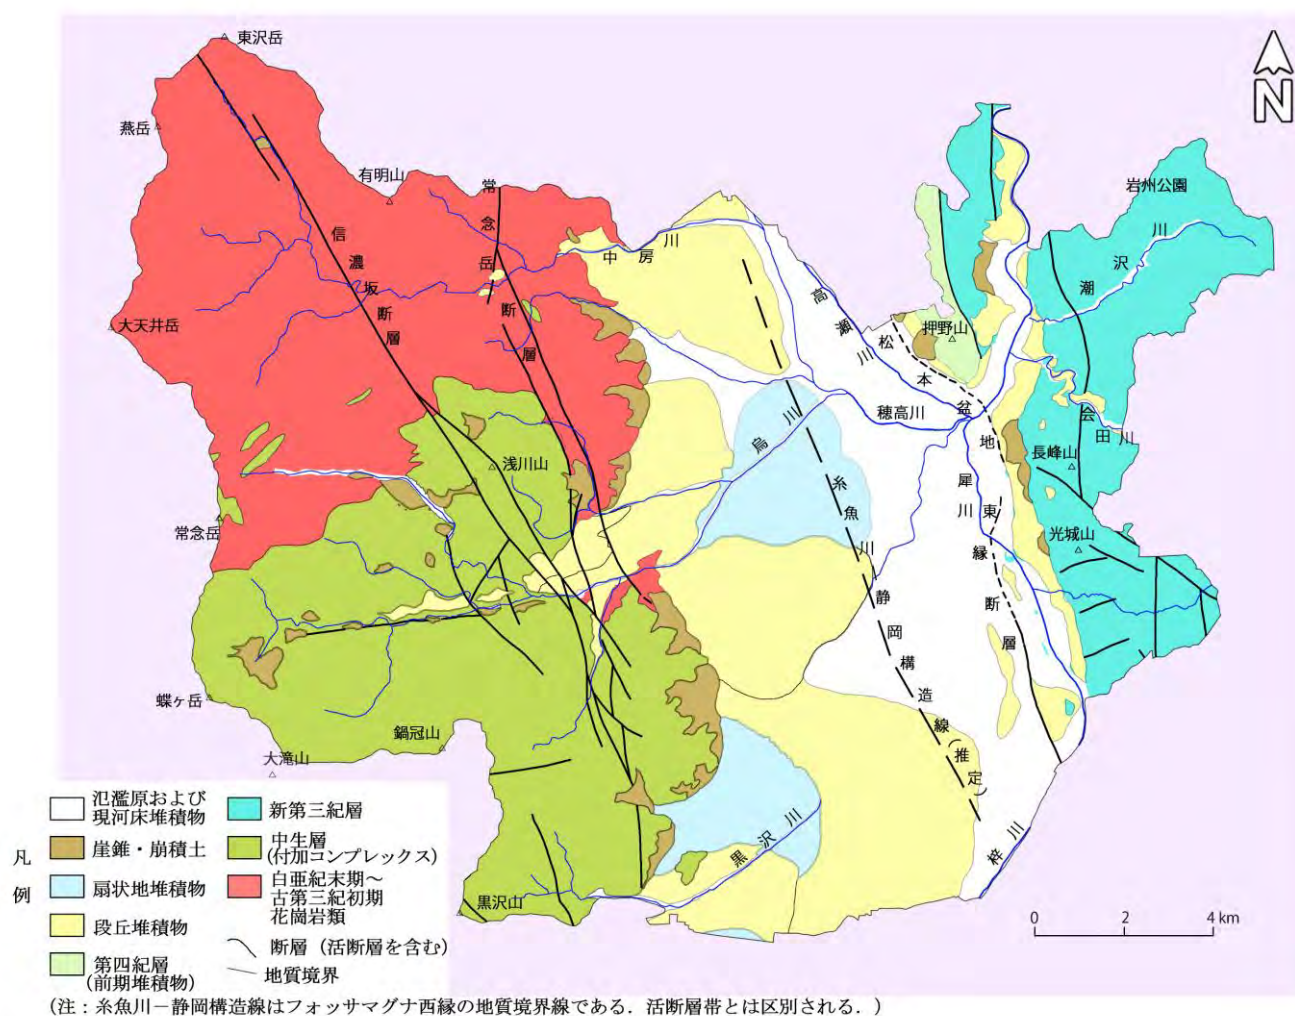 東沢岳
N
燕岳
有明山
常念岳断層
岩州公園
信濃坂断層
中房川
潮沢川
高瀬川
大天井岳
押野山
松本盆地東縁断層
穂高川
会田川
烏川
浅川山
長峰山
糸魚川静岡構造線(推定)
犀川
常念岳
光城山
蝶ヶ岳
鍋冠山
大滝山
黒沢川
梓川
黒沢山
凡例
氾濫原および
現河床堆積物
崖錐・崩積土
扇状地堆積物
段丘堆積物
第四紀層
(前期堆積物)
新第三紀層
中生層
(付加コンプレックス)
白亜紀末期～
古第三紀初期
花崗岩類
断層（活断層を含む）
地質境界
0 2 4 km
(注：糸魚川－静岡構造線はフォッサマグナ西縁の地質境界線である．活断層帯とは区別される．)